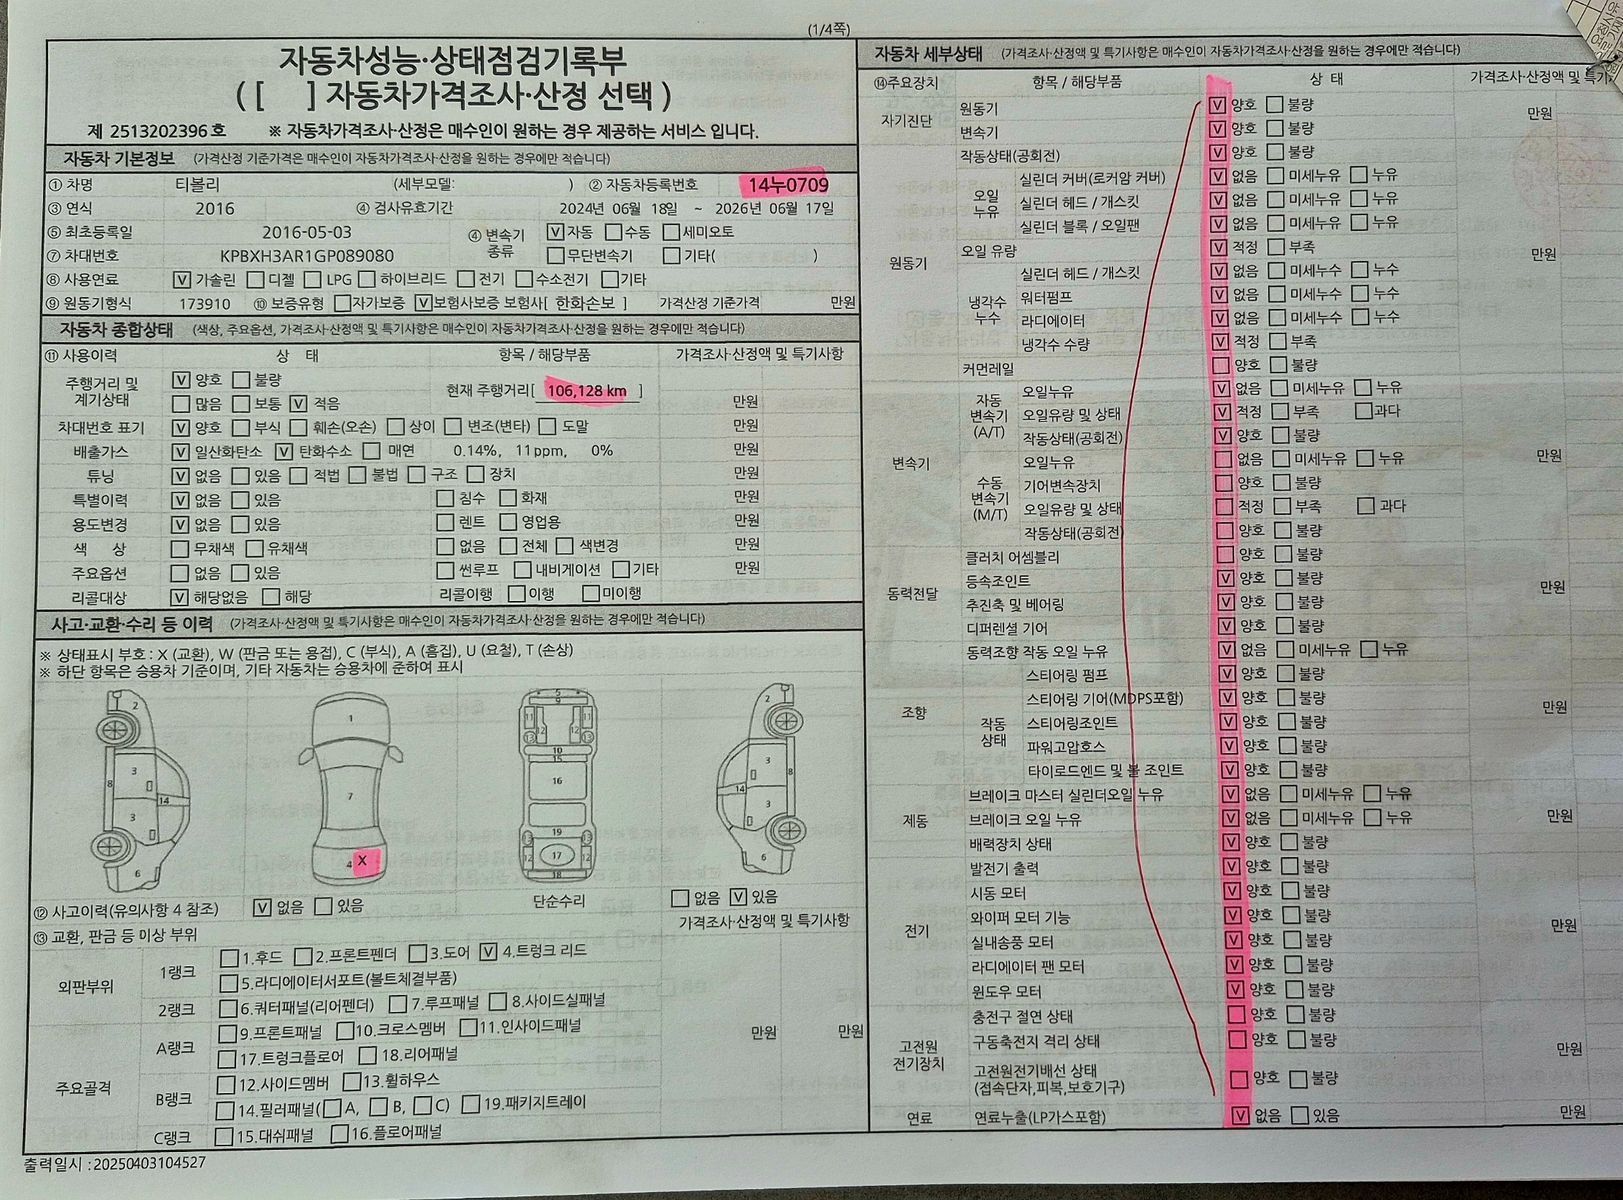 (1/4쪽)
자동차성능·상태점검기록부
( [ ] 자동차가격조사·산정 선택 )
제 2513202396 호 ※ 자동차가격조사·산정은 매수인이 원하는 경우 제공하는 서비스 입니다.
자동차 기본정보 (가격산정 기준가격은 매수인이 자동차가격조사·산정을 원하는 경우에만 적습니다)
① 차명 티볼리 (세부모델: ) ② 자동차등록번호 14누0709
③ 연식 2016 ④ 검사유효기간 2024년 06월 18일 ~ 2026년 06월 17일
⑤ 최초등록일 2016-05-03 ④ 변속기 종류 [V]자동 [ ]수동 [ ]세미오토
⑦ 차대번호 KPBXH3AR1GP089080 [ ]무단변속기 [ ]기타( )
⑧ 사용연료 [V]가솔린 [ ]디젤 [ ]LPG [ ]하이브리드 [ ]전기 [ ]수소전기 [ ]기타
⑨ 원동기형식 173910 ⑩ 보증유형 [ ]자가보증 [V]보험사보증 보험사[ 한화손보 ] 가격산정 기준가격 만원
자동차 종합상태 (색상, 주요옵션, 가격조사·산정액 및 특기사항은 매수인이 자동차가격조사·산정을 원하는 경우에만 적습니다)
⑪ 사용이력 상 태 항목 / 해당부품 가격조사·산정액 및 특기사항
주행거리 및 계기상태 [V]양호 [ ]불량 현재 주행거리[ 106,128 km ]
[ ]많음 [ ]보통 [V]적음 만원
차대번호 표기 [V]양호 [ ]부식 [ ]훼손(오손) [ ]상이 [ ]변조(변타) [ ]도말 만원
배출가스 [V]일산화탄소 [V]탄화수소 [ ]매연 0.14%, 11ppm, 0% 만원
튜닝 [V]없음 [ ]있음 [ ]적법 [ ]불법 [ ]구조 [ ]장치 만원
특별이력 [V]없음 [ ]있음 [ ]침수 [ ]화재 만원
용도변경 [V]없음 [ ]있음 [ ]렌트 [ ]영업용 만원
색 상 [ ]무채색 [ ]유채색 [ ]없음 [ ]전체 [ ]색변경 만원
주요옵션 [ ]없음 [ ]있음 [ ]썬루프 [ ]내비게이션 [ ]기타 만원
리콜대상 [V]해당없음 [ ]해당 리콜이행 [ ]이행 [ ]미이행
사고·교환·수리 등 이력 (가격조사·산정액 및 특기사항은 매수인이 자동차가격조사·산정을 원하는 경우에만 적습니다)
※ 상태표시 부호 : X (교환), W (판금 또는 용접), C (부식), A (흠집), U (요철), T (손상)
※ 하단 항목은 승용차 기준이며, 기타 자동차는 승용차에 준하여 표시
2 3 8 14 3 6
1 7 4 X
5 9 11 11 12 12 13 13 10 15 16 19 12 17 12 18
2 3 8 14 3 6
⑫ 사고이력(유의사항 4 참조) [V]없음 [ ]있음 단순수리 [ ]없음 [V]있음
⑬ 교환, 판금 등 이상 부위 가격조사·산정액 및 특기사항
외판부위 1랭크 [ ]1.후드 [ ]2.프론트펜더 [ ]3.도어 [V]4.트렁크 리드
[ ]5.라디에이터서포트(볼트체결부품)
2랭크 [ ]6.쿼터패널(리어펜더) [ ]7.루프패널 [ ]8.사이드실패널
주요골격 A랭크 [ ]9.프론트패널 [ ]10.크로스멤버 [ ]11.인사이드패널 만원 만원
[ ]17.트렁크플로어 [ ]18.리어패널
B랭크 [ ]12.사이드멤버 [ ]13.휠하우스
[ ]14.필러패널([ ]A, [ ]B, [ ]C) [ ]19.패키지트레이
C랭크 [ ]15.대쉬패널 [ ]16.플로어패널
출력일시 : 20250403104527
자동차 세부상태 (가격조사·산정액 및 특기사항은 매수인이 자동차가격조사·산정을 원하는 경우에만 적습니다)
⑭주요장치 항목 / 해당부품 상 태 가격조사·산정액 및 특기
자기진단 원동기 [V]양호 [ ]불량 만원
변속기 [V]양호 [ ]불량
원동기 작동상태(공회전) [V]양호 [ ]불량 만원
오일 누유 실린더 커버(로커암 커버) [V]없음 [ ]미세누유 [ ]누유
실린더 헤드 / 개스킷 [V]없음 [ ]미세누유 [ ]누유
실린더 블록 / 오일팬 [V]없음 [ ]미세누유 [ ]누유
오일 유량 [V]적정 [ ]부족
냉각수 누수 실린더 헤드 / 개스킷 [V]없음 [ ]미세누수 [ ]누수
워터펌프 [V]없음 [ ]미세누수 [ ]누수
라디에이터 [V]없음 [ ]미세누수 [ ]누수
냉각수 수량 [V]적정 [ ]부족
커먼레일 [ ]양호 [ ]불량
변속기 자동 변속기 (A/T) 오일누유 [V]없음 [ ]미세누유 [ ]누유 만원
오일유량 및 상태 [V]적정 [ ]부족 [ ]과다
작동상태(공회전) [V]양호 [ ]불량
수동 변속기 (M/T) 오일누유 [ ]없음 [ ]미세누유 [ ]누유
기어변속장치 [ ]양호 [ ]불량
오일유량 및 상태 [ ]적정 [ ]부족 [ ]과다
작동상태(공회전) [ ]양호 [ ]불량
동력전달 클러치 어셈블리 [ ]양호 [ ]불량 만원
등속조인트 [V]양호 [ ]불량
추진축 및 베어링 [V]양호 [ ]불량
디퍼렌셜 기어 [V]양호 [ ]불량
조향 동력조향 작동 오일 누유 [V]없음 [ ]미세누유 [ ]누유 만원
작동 상태 스티어링 펌프 [V]양호 [ ]불량
스티어링 기어(MDPS포함) [V]양호 [ ]불량
스티어링조인트 [V]양호 [ ]불량
파워고압호스 [V]양호 [ ]불량
타이로드엔드 및 볼 조인트 [V]양호 [ ]불량
제동 브레이크 마스터 실린더오일 누유 [V]없음 [ ]미세누유 [ ]누유 만원
브레이크 오일 누유 [V]없음 [ ]미세누유 [ ]누유
배력장치 상태 [V]양호 [ ]불량
전기 발전기 출력 [V]양호 [ ]불량 만원
시동 모터 [V]양호 [ ]불량
와이퍼 모터 기능 [V]양호 [ ]불량
실내송풍 모터 [V]양호 [ ]불량
라디에이터 팬 모터 [V]양호 [ ]불량
윈도우 모터 [V]양호 [ ]불량
고전원 전기장치 충전구 절연 상태 [ ]양호 [ ]불량 만원
구동축전지 격리 상태 [ ]양호 [ ]불량
고전원전기배선 상태 (접속단자,피복,보호기구) [ ]양호 [ ]불량
연료 연료누출(LP가스포함) [V]없음 [ ]있음 만원